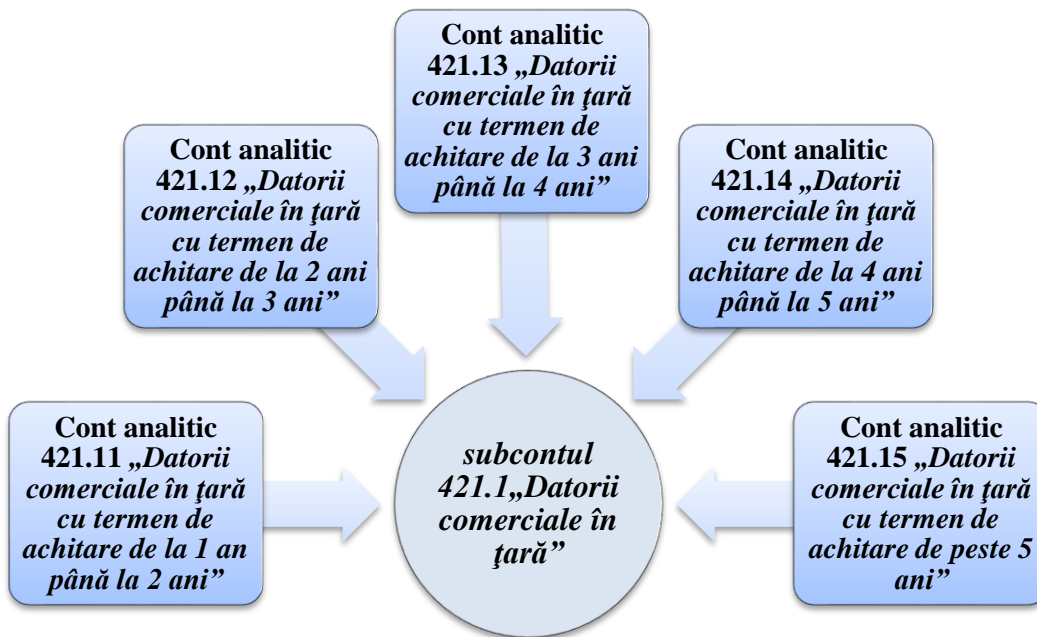 Cont analitic
421.13 „Datorii
comerciale în ţară
cu termen de
achitare de la 3 ani
până la 4 ani”
Cont analitic
421.12 „Datorii
comerciale în ţară
cu termen de
achitare de la 2 ani
până la 3 ani”
Cont analitic
421.14 „Datorii
comerciale în ţară
cu termen de
achitare de la 4 ani
până la 5 ani”
Cont analitic
421.11 „Datorii
comerciale în ţară
cu termen de
achitare de la 1 an
până la 2 ani”
subcontul
421.1„Datorii
comerciale în
ţară”
Cont analitic
421.15 „Datorii
comerciale în ţară
cu termen de
achitare de peste 5
ani”